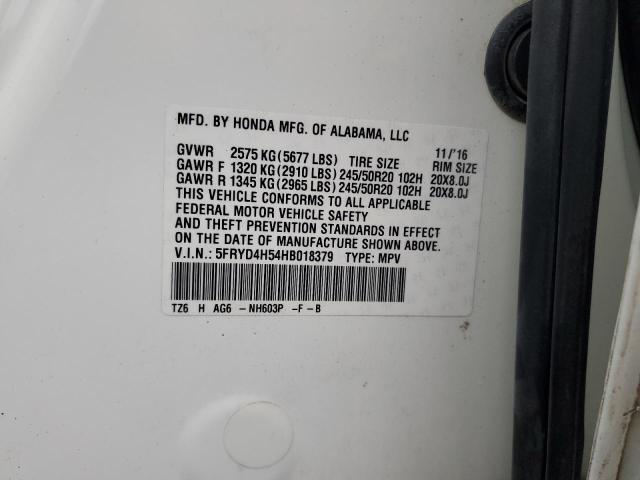 MFD. BY HONDA MFG. OF ALABAMA, LLC
11/'16
GVWR 2575 KG(5677 LBS) TIRE SIZE RIM SIZE
GAWR F 1320 KG(2910 LBS)245/50R20 102H 20X8.0J
GAWR R 1345 KG(2965 LBS)245/50R20 102H 20X8.0J
THIS VEHICLE CONFORMS TO ALL APPLICABLE
FEDERAL MOTOR VEHICLE SAFETY
AND THEFT PREVENTION STANDARDS IN EFFECT
ON THE DATE OF MANUFACTURE SHOWN ABOVE.
V.I.N.: 5FRYD4H54HB018379 TYPE: MPV
TZ6 H AG6 -NH603P -F-B